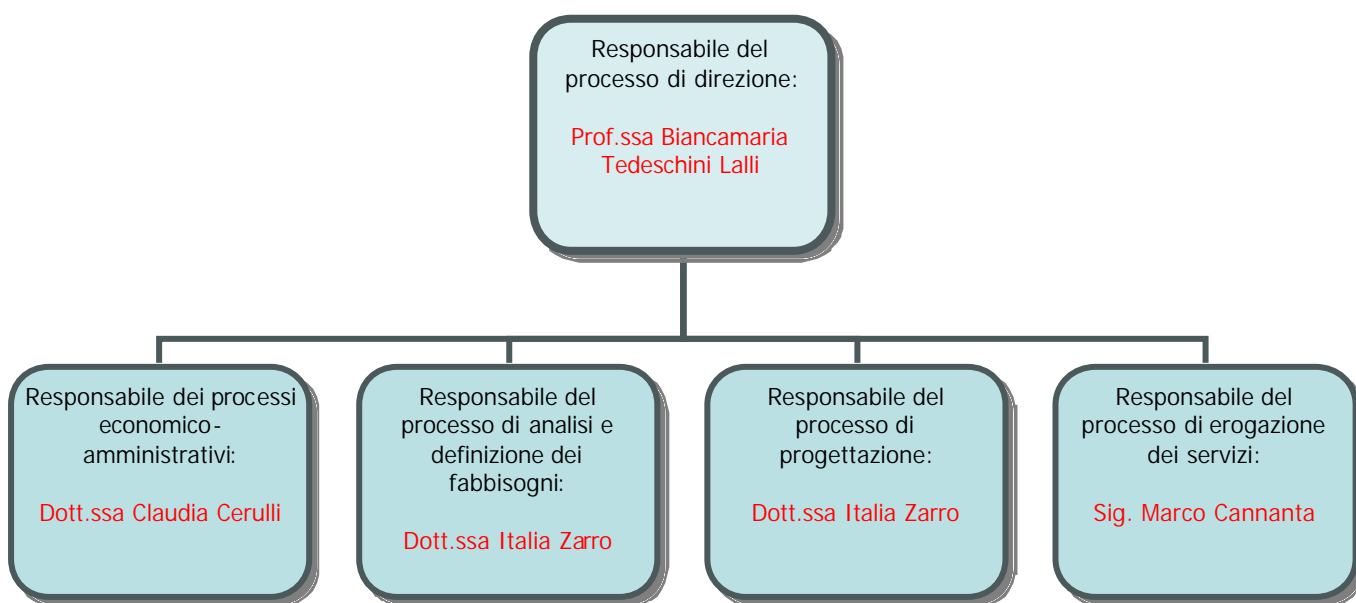 Responsabile del
processo di direzione:
Prof.ssa Biancamaria
Tedeschini Lalli
Responsabile dei processi
economico-
amministrativi:
Dott.ssa Claudia Cerulli
Responsabile del
processo di analisi e
definizione dei
fabbisogni:
Dott.ssa Italia Zarro
Responsabile del
processo di
progettazione:
Dott.ssa Italia Zarro
Responsabile del
processo di erogazione
dei servizi:
Sig. Marco Cannanta